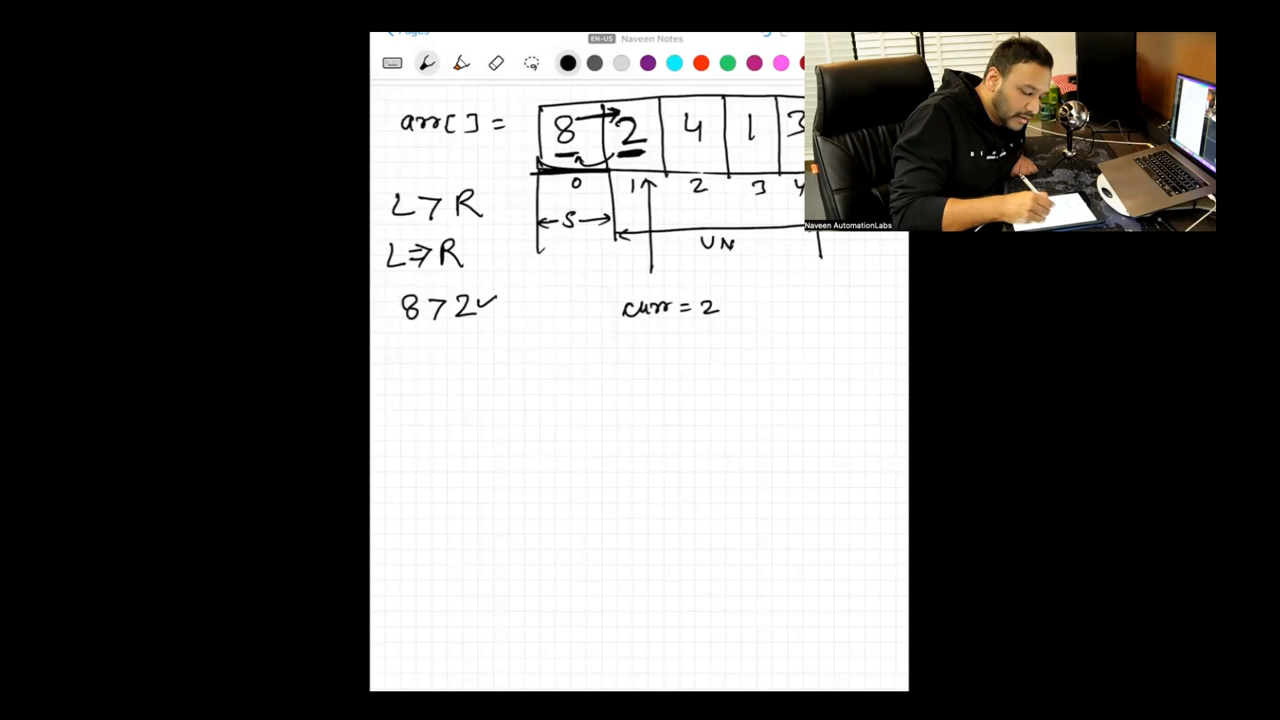 Pages
EN-US Naveen Notes
arr[] = 8 2 4 1 3
0 1 2 3 4
L > R
S
UN
L => R
8 > 2 ✓
curr = 2
Naveen AutomationLabs